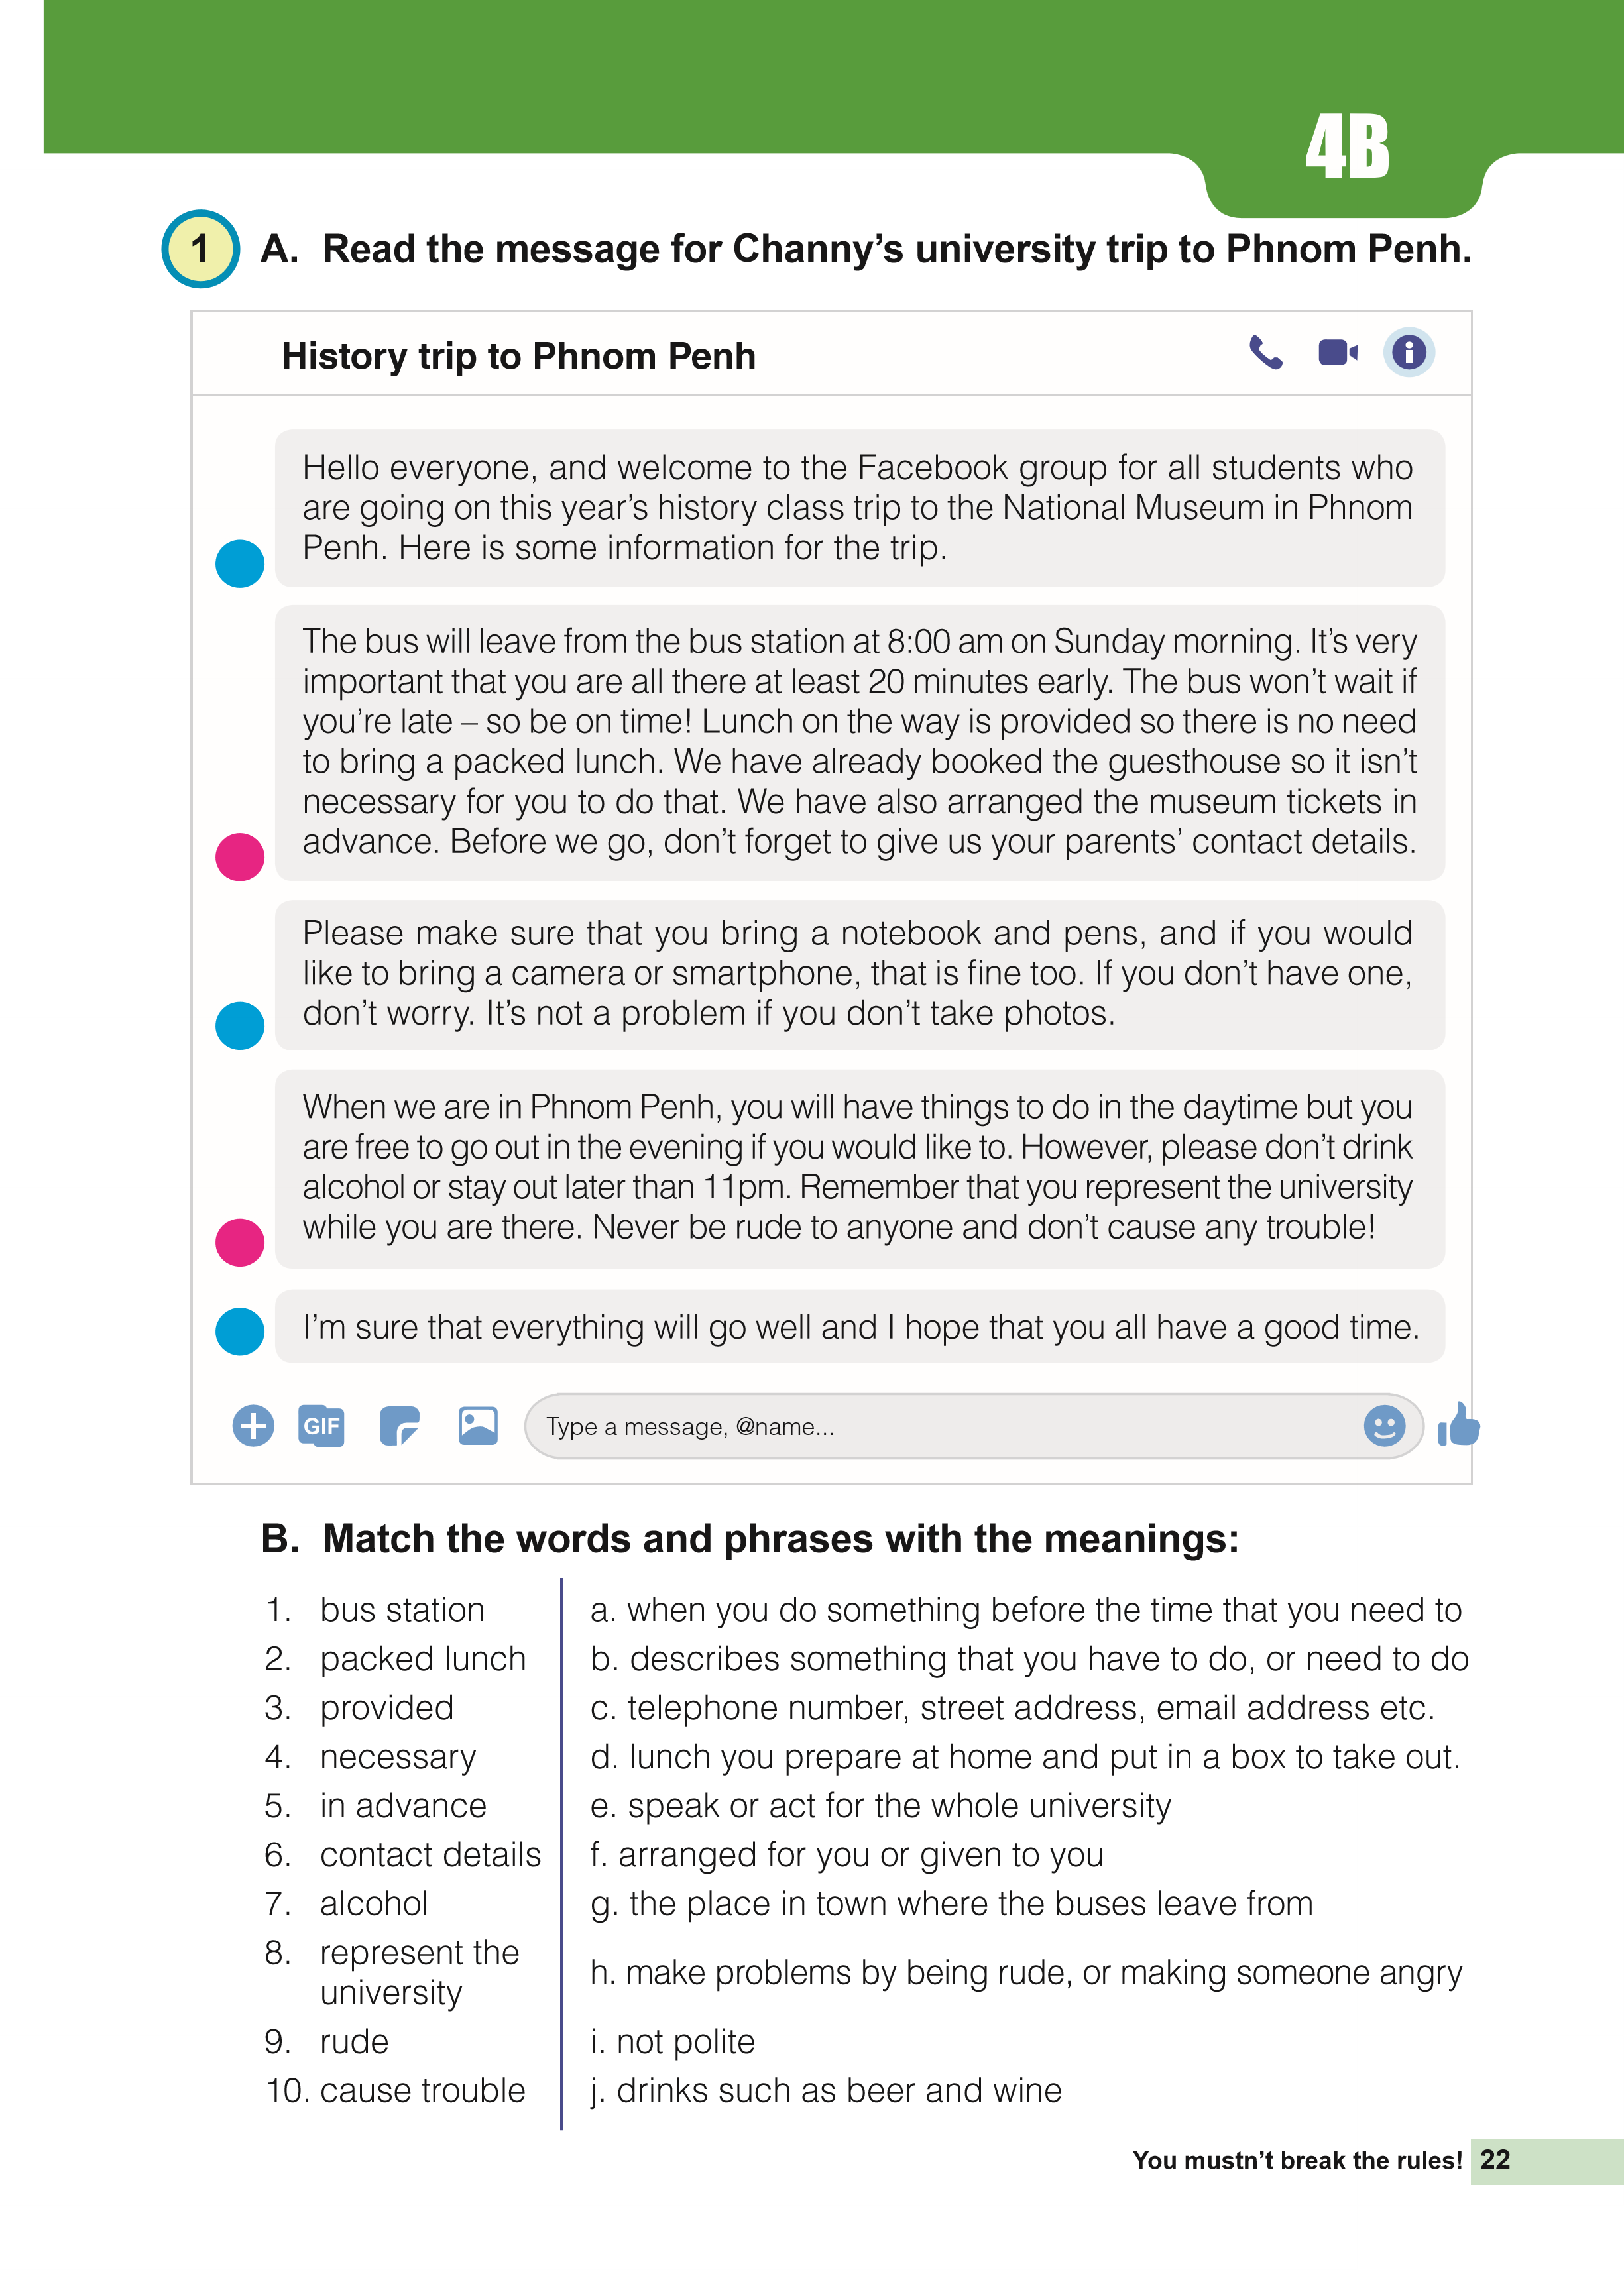 4B
1 A. Read the message for Channy’s university trip to Phnom Penh.
History trip to Phnom Penh
Hello everyone, and welcome to the Facebook group for all students who
are going on this year’s history class trip to the National Museum in Phnom
Penh. Here is some information for the trip.
The bus will leave from the bus station at 8:00 am on Sunday morning. It’s very
important that you are all there at least 20 minutes early. The bus won’t wait if
you’re late – so be on time! Lunch on the way is provided so there is no need
to bring a packed lunch. We have already booked the guesthouse so it isn’t
necessary for you to do that. We have also arranged the museum tickets in
advance. Before we go, don’t forget to give us your parents’ contact details.
Please make sure that you bring a notebook and pens, and if you would
like to bring a camera or smartphone, that is fine too. If you don’t have one,
don’t worry. It’s not a problem if you don’t take photos.
When we are in Phnom Penh, you will have things to do in the daytime but you
are free to go out in the evening if you would like to. However, please don’t drink
alcohol or stay out later than 11pm. Remember that you represent the university
while you are there. Never be rude to anyone and don’t cause any trouble!
I’m sure that everything will go well and I hope that you all have a good time.
GIF
Type a message, @name...
B. Match the words and phrases with the meanings:
1. bus station
2. packed lunch
3. provided
4. necessary
5. in advance
6. contact details
7. alcohol
8. represent the
university
9. rude
10. cause trouble
a. when you do something before the time that you need to
b. describes something that you have to do, or need to do
c. telephone number, street address, email address etc.
d. lunch you prepare at home and put in a box to take out.
e. speak or act for the whole university
f. arranged for you or given to you
g. the place in town where the buses leave from
h. make problems by being rude, or making someone angry
i. not polite
j. drinks such as beer and wine
You mustn’t break the rules! 22